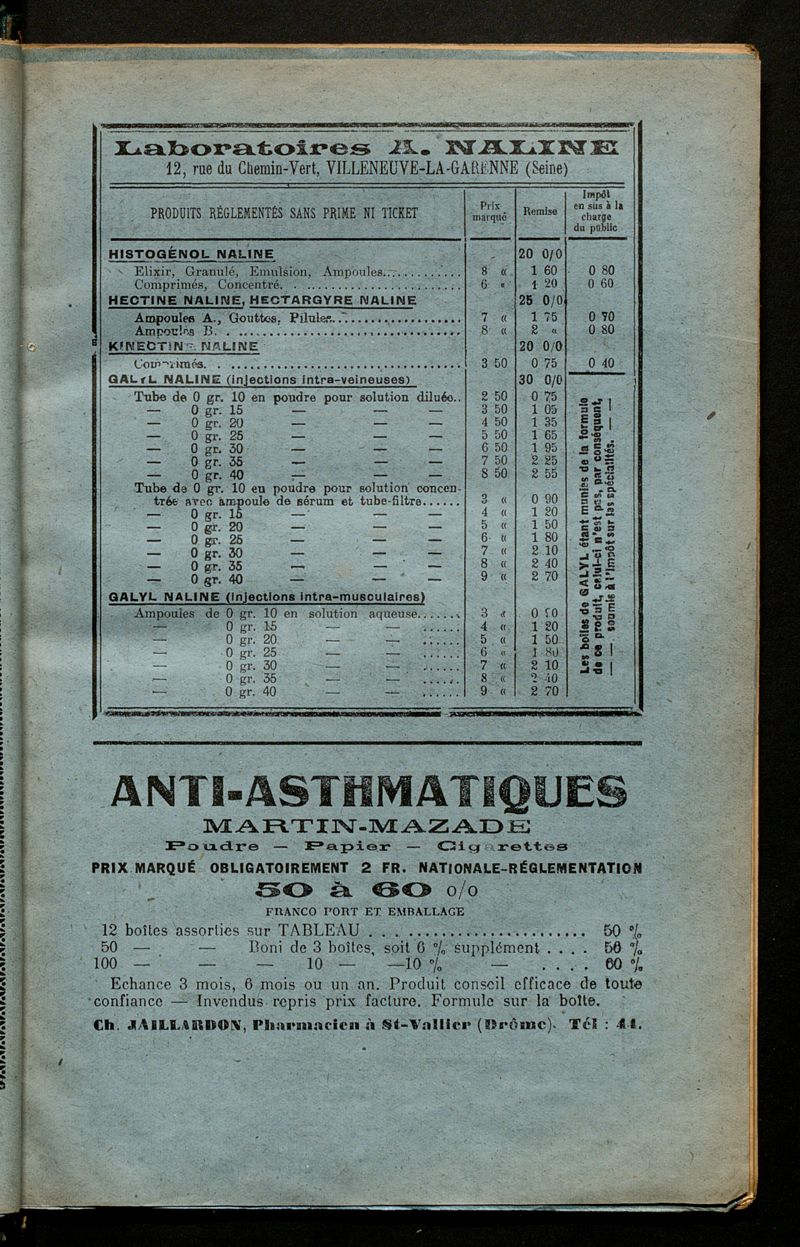 Laboratoires A. NALINE
12, rue du Chemin-Vert, VILLENEUVE-LA-GARENNE (Seine)
PRODUITS RÉGLEMENTÉS SANS PRIME NI TICKET Prix marqué Remise Impôt en sus à la charge du public
HISTOGÉNOL NALINE 20 0/0
Elixir, Granulé, Emulsion, Ampoules............ 8 « 1 60 0 80
Comprimés, Concentré. .......................... 6 « 1 20 0 60
HECTINE NALINE, HECTARGYRE NALINE 25 0/0
Ampoules A., Gouttes, Pilules.................... 7 « 1 75 0 70
Ampoules B. .................................... 8 « 2 « 0 80
KINECTINE NALINE 20 0/0
Comprimés. ..................................... 3 50 0 75 0 40
GALYL NALINE (Injections intra-veineuses) 30 0/0
Tube de 0 gr. 10 en poudre pour solution diluée.. 2 50 0 75
— 0 gr. 15 — — — 3 50 1 05
— 0 gr. 20 — — — 4 50 1 35
— 0 gr. 25 — — — 5 50 1 65
— 0 gr. 30 — — — 6 50 1 95
— 0 gr. 35 — — — 7 50 2 25
— 0 gr. 40 — — — 8 50 2 55
Tube de 0 gr. 10 en poudre pour solution concen-
trée avec ampoule de sérum et tube-filtre...... 3 « 0 90
— 0 gr. 15 — — — 4 « 1 20
— 0 gr. 20 — — — 5 « 1 50
— 0 gr. 25 — — — 6 « 1 80
— 0 gr. 30 — — — 7 « 2 10
— 0 gr. 35 — — — 8 « 2 40
— 0 gr. 40 — — — 9 « 2 70
GALYL NALINE (Injections intra-musculaires)
Ampoules de 0 gr. 10 en solution aqueuse....... 3 « 0 90
— 0 gr. 15 — — ...... 4 « 1 20
— 0 gr. 20 — — ...... 5 « 1 50
— 0 gr. 25 — — ...... 6 « 1 80
— 0 gr. 30 — — ...... 7 « 2 10
— 0 gr. 35 — — ...... 8 « 2 40
— 0 gr. 40 — — ...... 9 « 2 70
Les boîtes de GALYL étant munies de la formule
de ce produit, celui-ci n'est pas, par conséquent,
— — soumis à l'impôt sur les spécialités. — —
ANTI-ASTHMATIQUES
MARTIN-MAZADE
Poudre — Papier — Cigarettes
PRIX MARQUÉ OBLIGATOIREMENT 2 FR. NATIONALE-RÉGLEMENTATION
50 à 60 o/o
FRANCO PORT ET EMBALLAGE
12 boîtes assorties sur TABLEAU ........................ 50 %
50 — — Boni de 3 boîtes, soit 6 % supplément .... 56 %
100 — — — 10 — —10 % — .... 60 %
Echance 3 mois, 6 mois ou un an. Produit conseil efficace de toute
confiance — Invendus repris prix facture. Formule sur la boîte.
Ch. JAILLARDON, Pharmacien à St-Vallier (Drôme). Tél : 41.